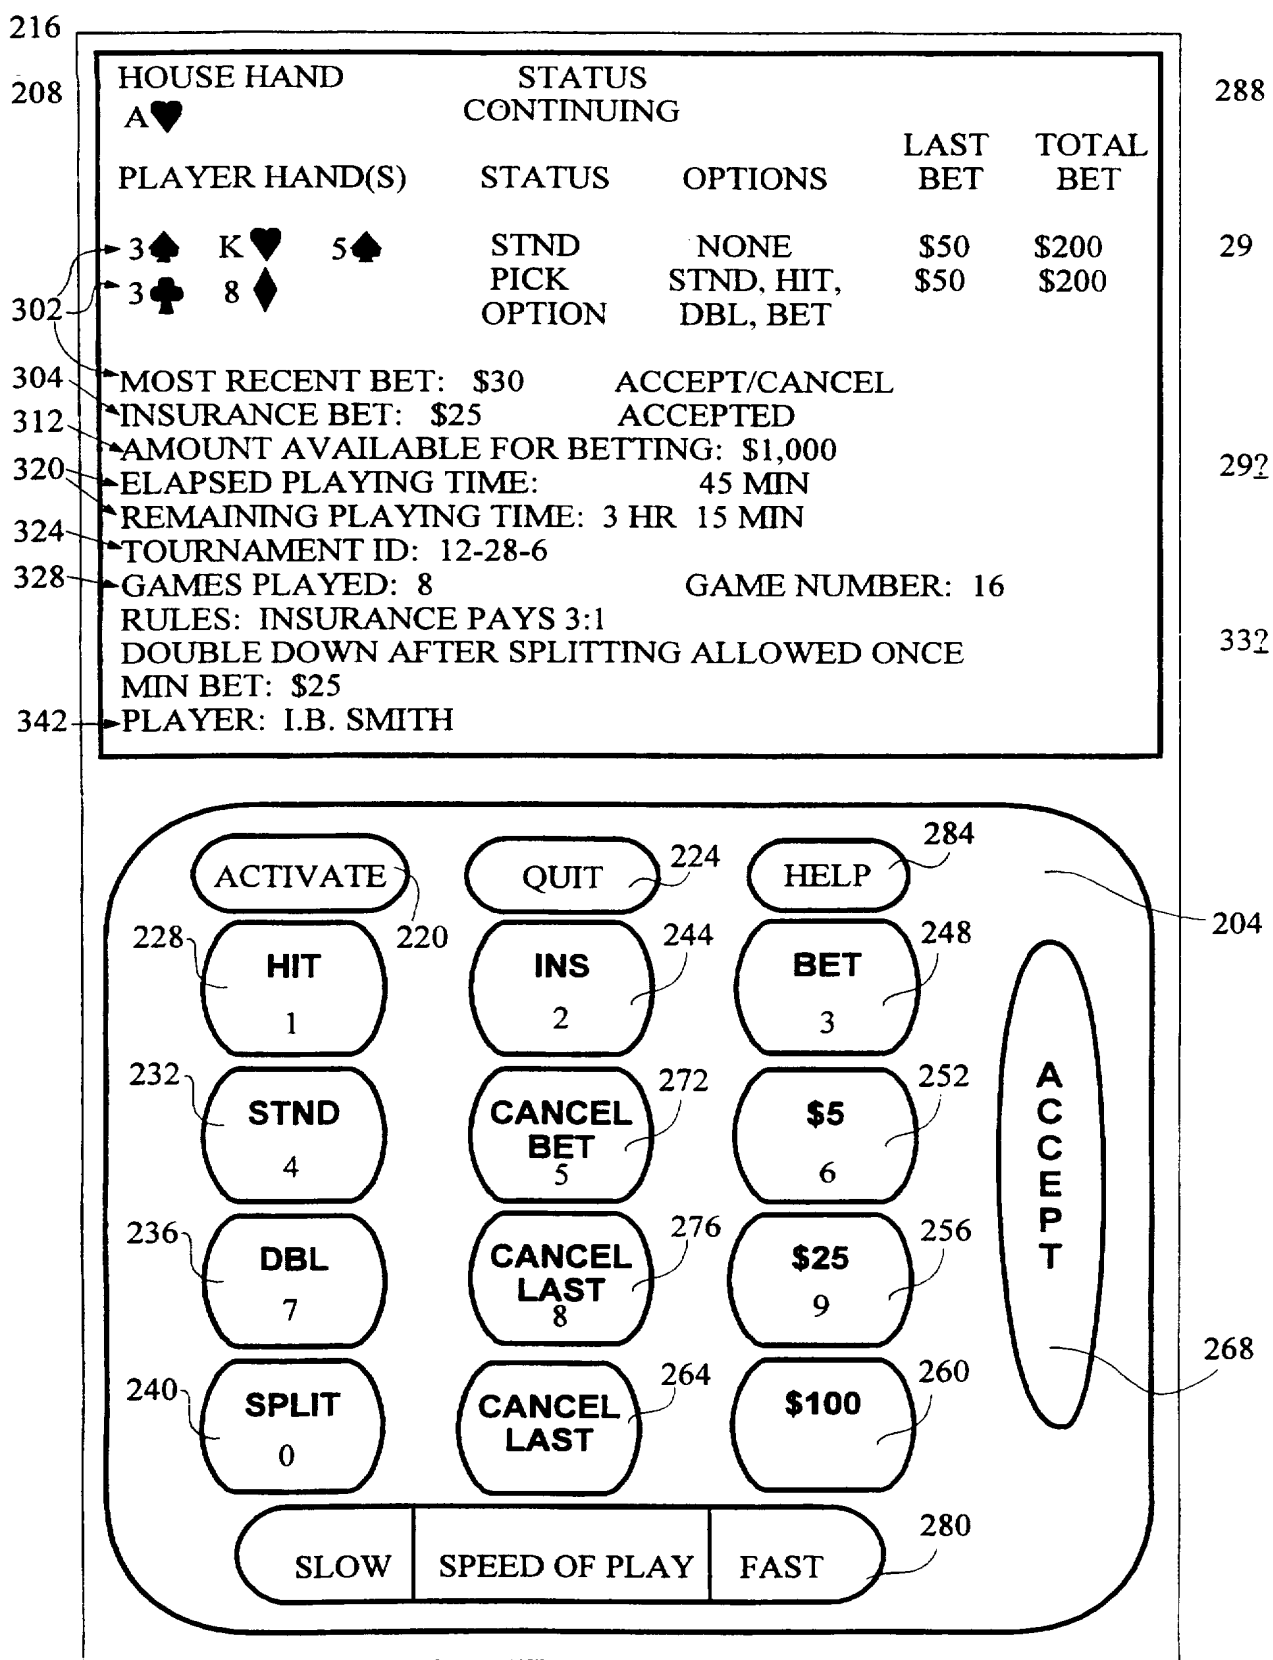 216
HOUSE HAND STATUS
208 A♥ CONTINUING 288
LAST TOTAL
PLAYER HAND(S) STATUS OPTIONS BET BET
3♠ K♥ 5♠ STND NONE $50 $200 29
3♣ 8♦ PICK STND, HIT, $50 $200
302 OPTION DBL, BET
304 MOST RECENT BET: $30 ACCEPT/CANCEL
312 INSURANCE BET: $25 ACCEPTED
AMOUNT AVAILABLE FOR BETTING: $1,000
320 ELAPSED PLAYING TIME: 45 MIN 29?
REMAINING PLAYING TIME: 3 HR 15 MIN
324 TOURNAMENT ID: 12-28-6
328 GAMES PLAYED: 8 GAME NUMBER: 16
RULES: INSURANCE PAYS 3:1
DOUBLE DOWN AFTER SPLITTING ALLOWED ONCE 33?
MIN BET: $25
342 PLAYER: I.B. SMITH
ACTIVATE QUIT 224 HELP 284
228 220 244 248 204
HIT INS BET
1 2 3
232 272 252
STND CANCEL BET $5
4 5 6
236 276 256
DBL CANCEL LAST $25
7 8 9
ACCEPT
268
240 264 260
SPLIT CANCEL LAST $100
0
280
SLOW SPEED OF PLAY FAST